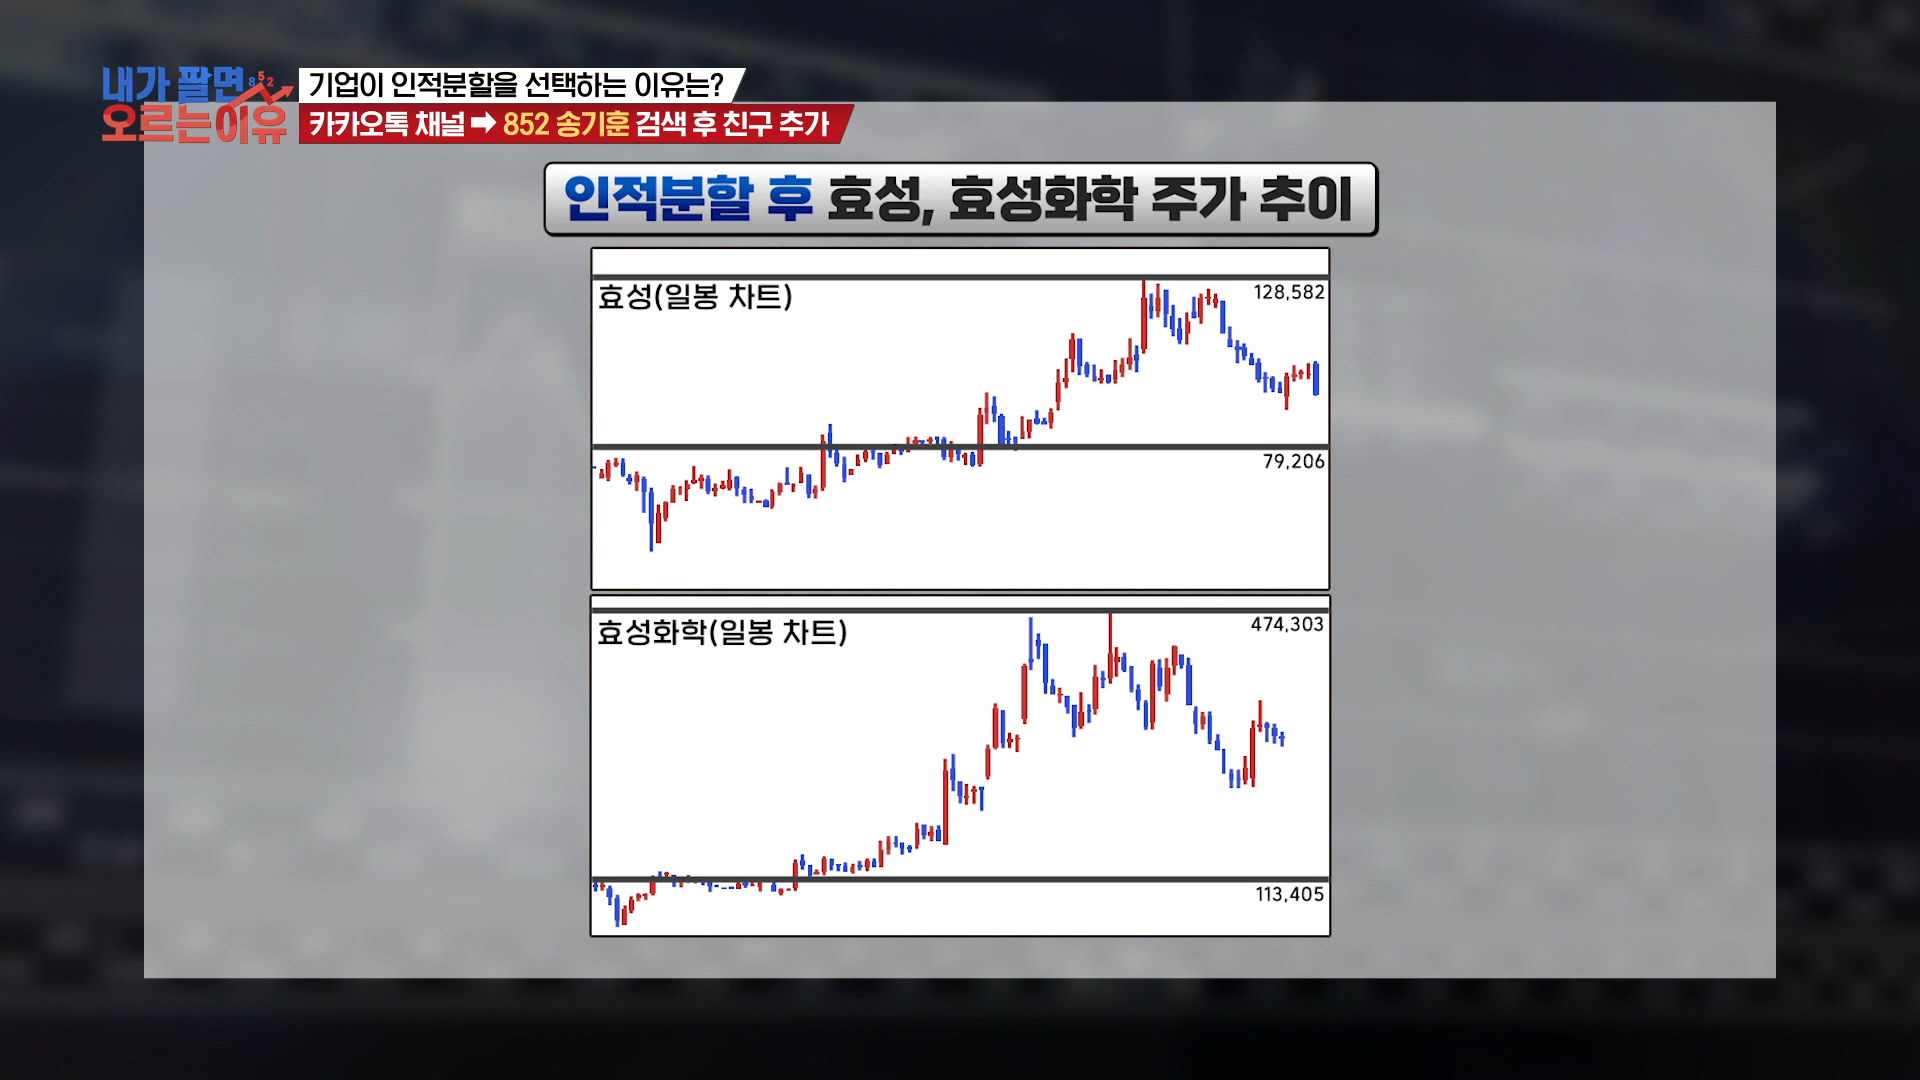 내가 팔면 852
오르는이유
기업이 인적분할을 선택하는 이유는?
카카오톡 채널 ➡ 852 송기훈 검색 후 친구 추가
인적분할 후 효성, 효성화학 주가 추이
효성(일봉 차트)
128,582
79,206
효성화학(일봉 차트)
474,303
113,405